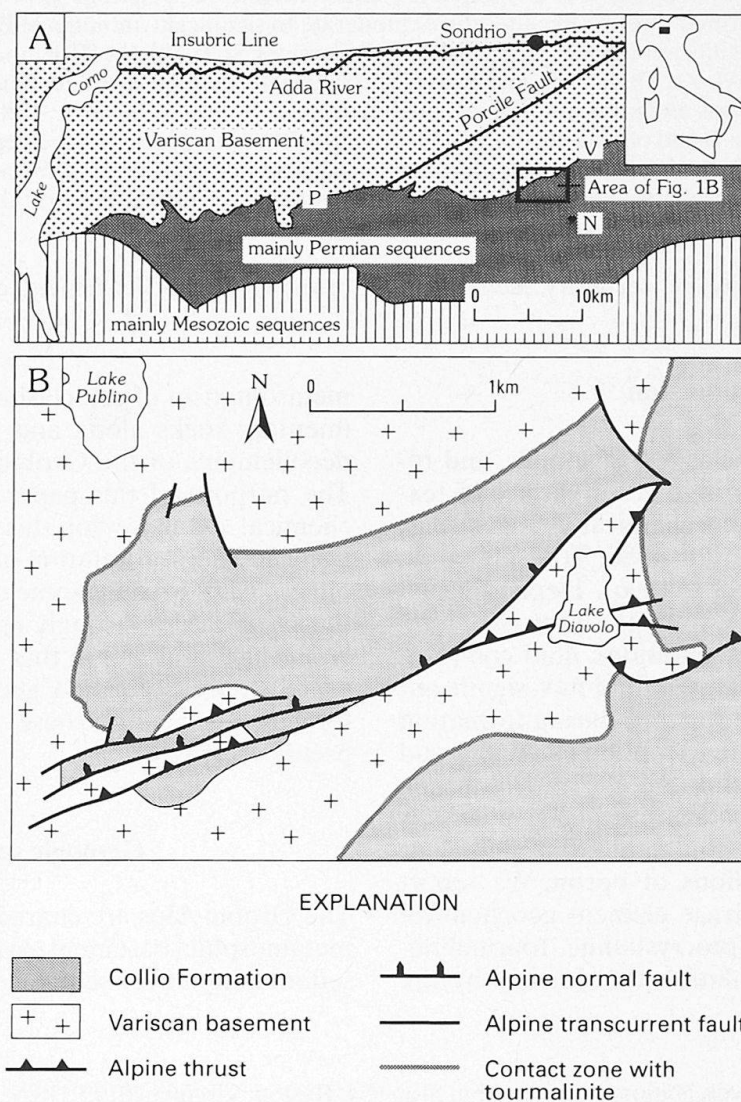 A
Insubric Line
Sondrio
Como
Adda River
Porcile Fault
Variscan Basement
V
Lake
P
Area of Fig. 1B
N
mainly Permian sequences
0 10km
mainly Mesozoic sequences
B
Lake
Publino
N
0 1km
Lake
Diavolo
EXPLANATION
Collio Formation
Variscan basement
Alpine thrust
Alpine normal fault
Alpine transcurrent fault
Contact zone with
tourmalinite